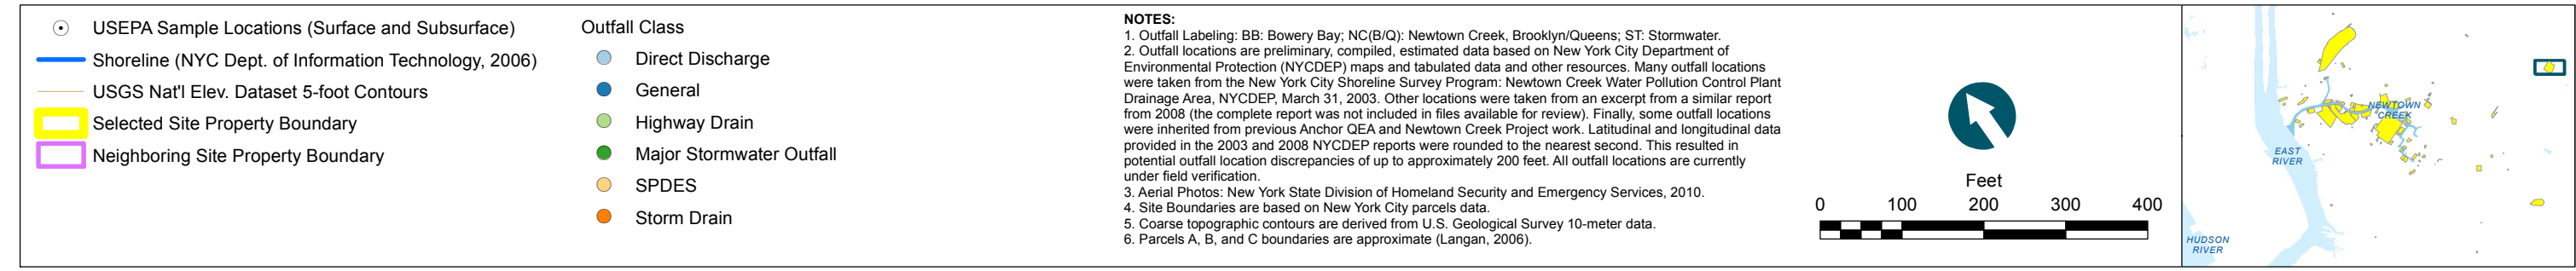 USEPA Sample Locations (Surface and Subsurface)
Shoreline (NYC Dept. of Information Technology, 2006)
USGS Nat'l Elev. Dataset 5-foot Contours
Selected Site Property Boundary
Neighboring Site Property Boundary
Outfall Class
Direct Discharge
General
Highway Drain
Major Stormwater Outfall
SPDES
Storm Drain
NOTES:
1. Outfall Labeling: BB: Bowery Bay; NC(B/Q): Newtown Creek, Brooklyn/Queens; ST: Stormwater.
2. Outfall locations are preliminary, compiled, estimated data based on New York City Department of
Environmental Protection (NYCDEP) maps and tabulated data and other resources. Many outfall locations
were taken from the New York City Shoreline Survey Program: Newtown Creek Water Pollution Control Plant
Drainage Area, NYCDEP, March 31, 2003. Other locations were taken from an excerpt from a similar report
from 2008 (the complete report was not included in files available for review). Finally, some outfall locations
were inherited from previous Anchor QEA and Newtown Creek Project work. Latitudinal and longitudinal data
provided in the 2003 and 2008 NYCDEP reports were rounded to the nearest second. This resulted in
potential outfall location discrepancies of up to approximately 200 feet. All outfall locations are currently
under field verification.
3. Aerial Photos: New York State Division of Homeland Security and Emergency Services, 2010.
4. Site Boundaries are based on New York City parcels data.
5. Coarse topographic contours are derived from U.S. Geological Survey 10-meter data.
6. Parcels A, B, and C boundaries are approximate (Langan, 2006).
Feet
0 100 200 300 400
NEWTOWN
CREEK
EAST
RIVER
HUDSON
RIVER